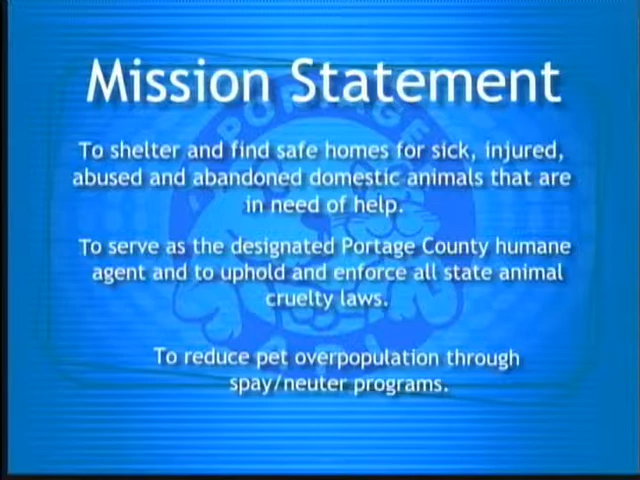 Mission Statement
To shelter and find safe homes for sick, injured,
abused and abandoned domestic animals that are
in need of help.
To serve as the designated Portage County humane
agent and to uphold and enforce all state animal
cruelty laws.
To reduce pet overpopulation through
spay/neuter programs.
PORTAGE
APL